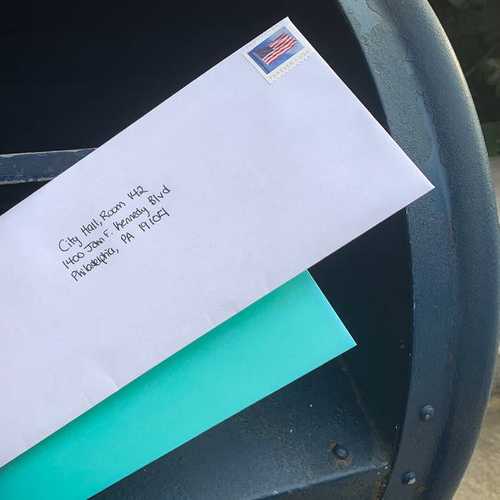 City Hall, Room 142
1400 John F. Kennedy Blvd
Philadelphia, PA 19107